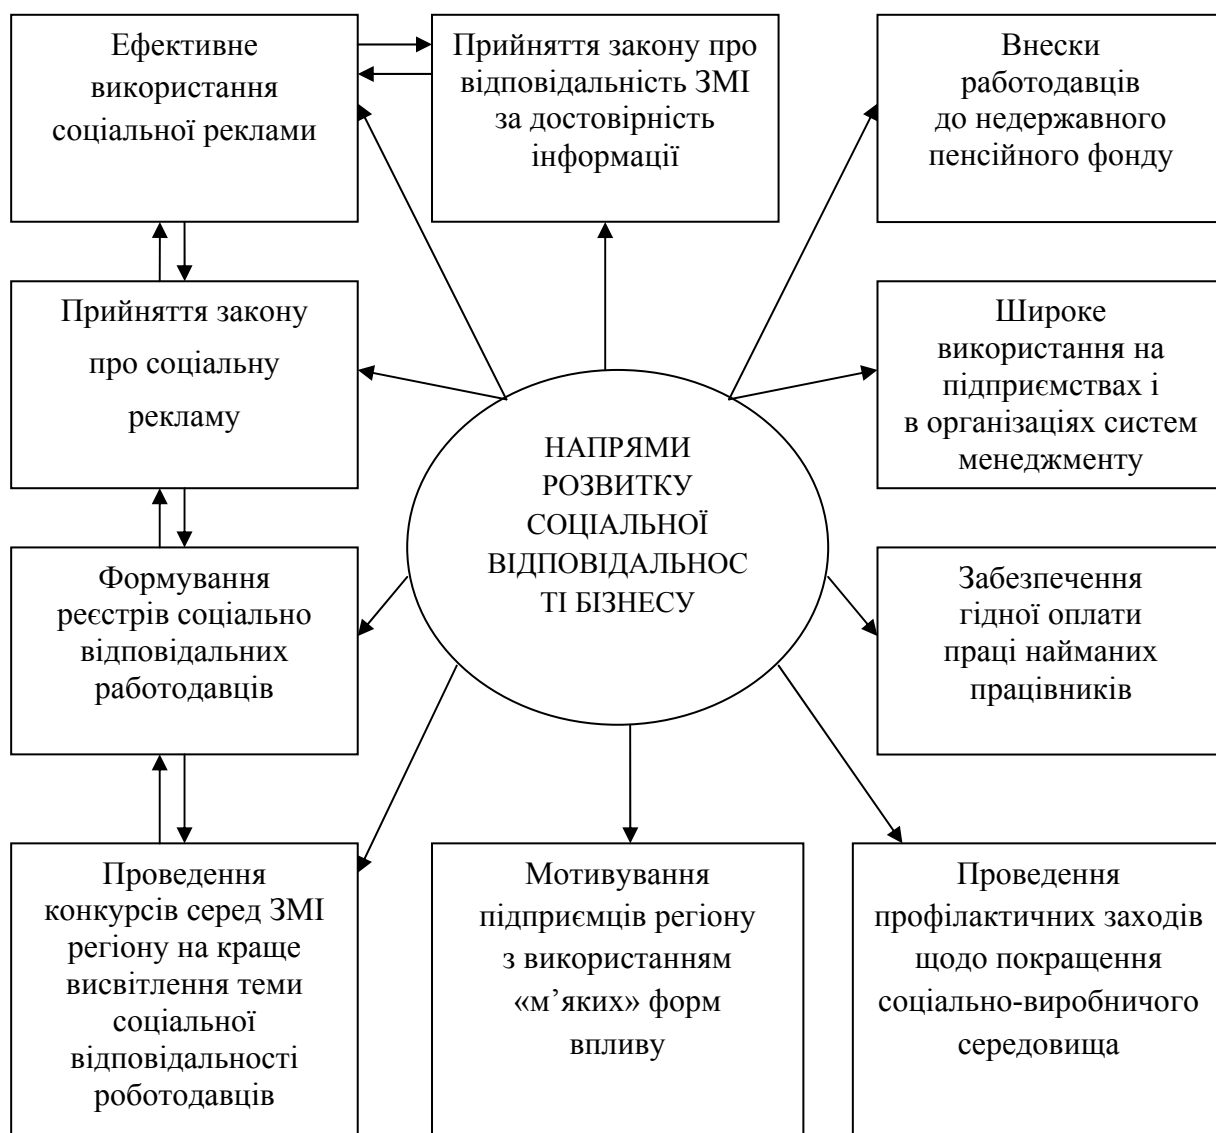 Ефективне
використання
соціальної реклами
Прийняття закону про
відповідальність ЗМІ
за достовірність
інформації
Внески
работодавців
до недержавного
пенсійного фонду
Прийняття закону
про соціальну
рекламу
Широке
використання на
підприємствах і
в організаціях систем
менеджменту
НАПРЯМИ
РОЗВИТКУ
СОЦІАЛЬНОЇ
ВІДПОВІДАЛЬНОС
ТІ БІЗНЕСУ
Формування
реєстрів соціально
відповідальних
работодавців
Забезпечення
гідної оплати
праці найманих
працівників
Проведення
конкурсів серед ЗМІ
регіону на краще
висвітлення теми
соціальної
відповідальності
роботодавців
Мотивування
підприємців регіону
з використанням
«м’яких» форм
впливу
Проведення
профілактичних заходів
щодо покращення
соціально-виробничого
середовища